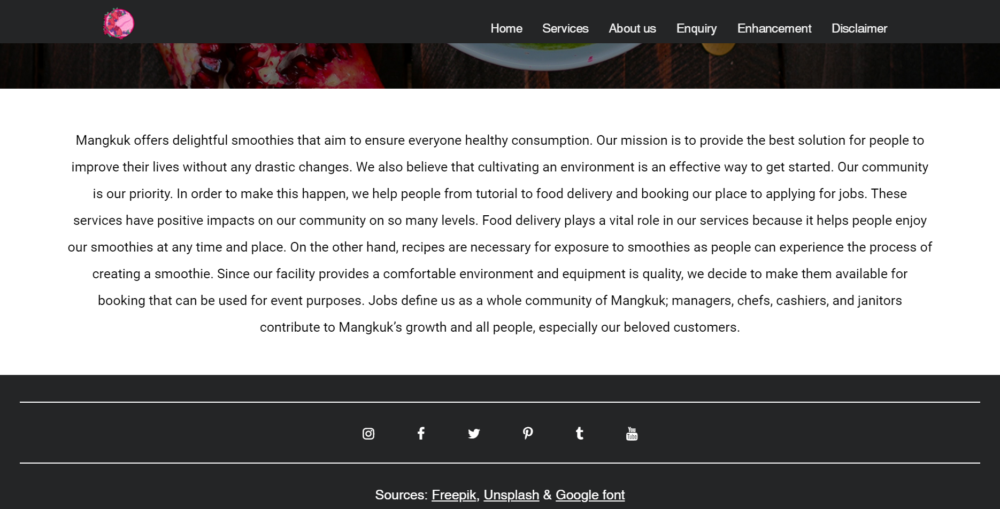 Home Services About us Enquiry Enhancement Disclaimer
Mangkuk offers delightful smoothies that aim to ensure everyone healthy consumption. Our mission is to provide the best solution for people to
improve their lives without any drastic changes. We also believe that cultivating an environment is an effective way to get started. Our community
is our priority. In order to make this happen, we help people from tutorial to food delivery and booking our place to applying for jobs. These
services have positive impacts on our community on so many levels. Food delivery plays a vital role in our services because it helps people enjoy
our smoothies at any time and place. On the other hand, recipes are necessary for exposure to smoothies as people can experience the process of
creating a smoothie. Since our facility provides a comfortable environment and equipment is quality, we decide to make them available for
booking that can be used for event purposes. Jobs define us as a whole community of Mangkuk; managers, chefs, cashiers, and janitors
contribute to Mangkuk’s growth and all people, especially our beloved customers.
You
Tube
Sources: Freepik, Unsplash & Google font